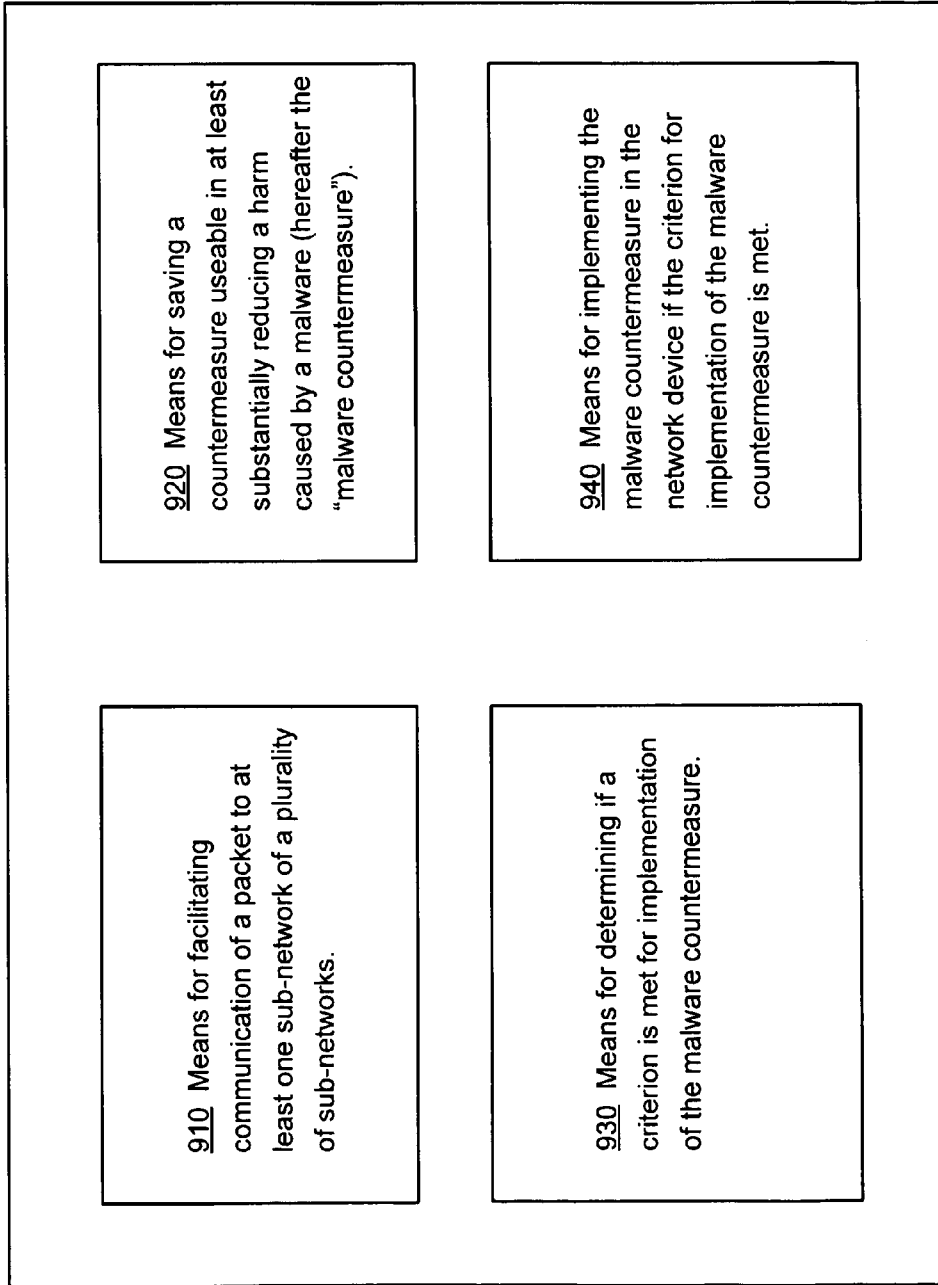 910 Means for facilitating
communication of a packet to at
least one sub-network of a plurality
of sub-networks.
920 Means for saving a
countermeasure useable in at least
substantially reducing a harm
caused by a malware (hereafter the
“malware countermeasure”).
930 Means for determining if a
criterion is met for implementation
of the malware countermeasure.
940 Means for implementing the
malware countermeasure in the
network device if the criterion for
implementation of the malware
countermeasure is met.